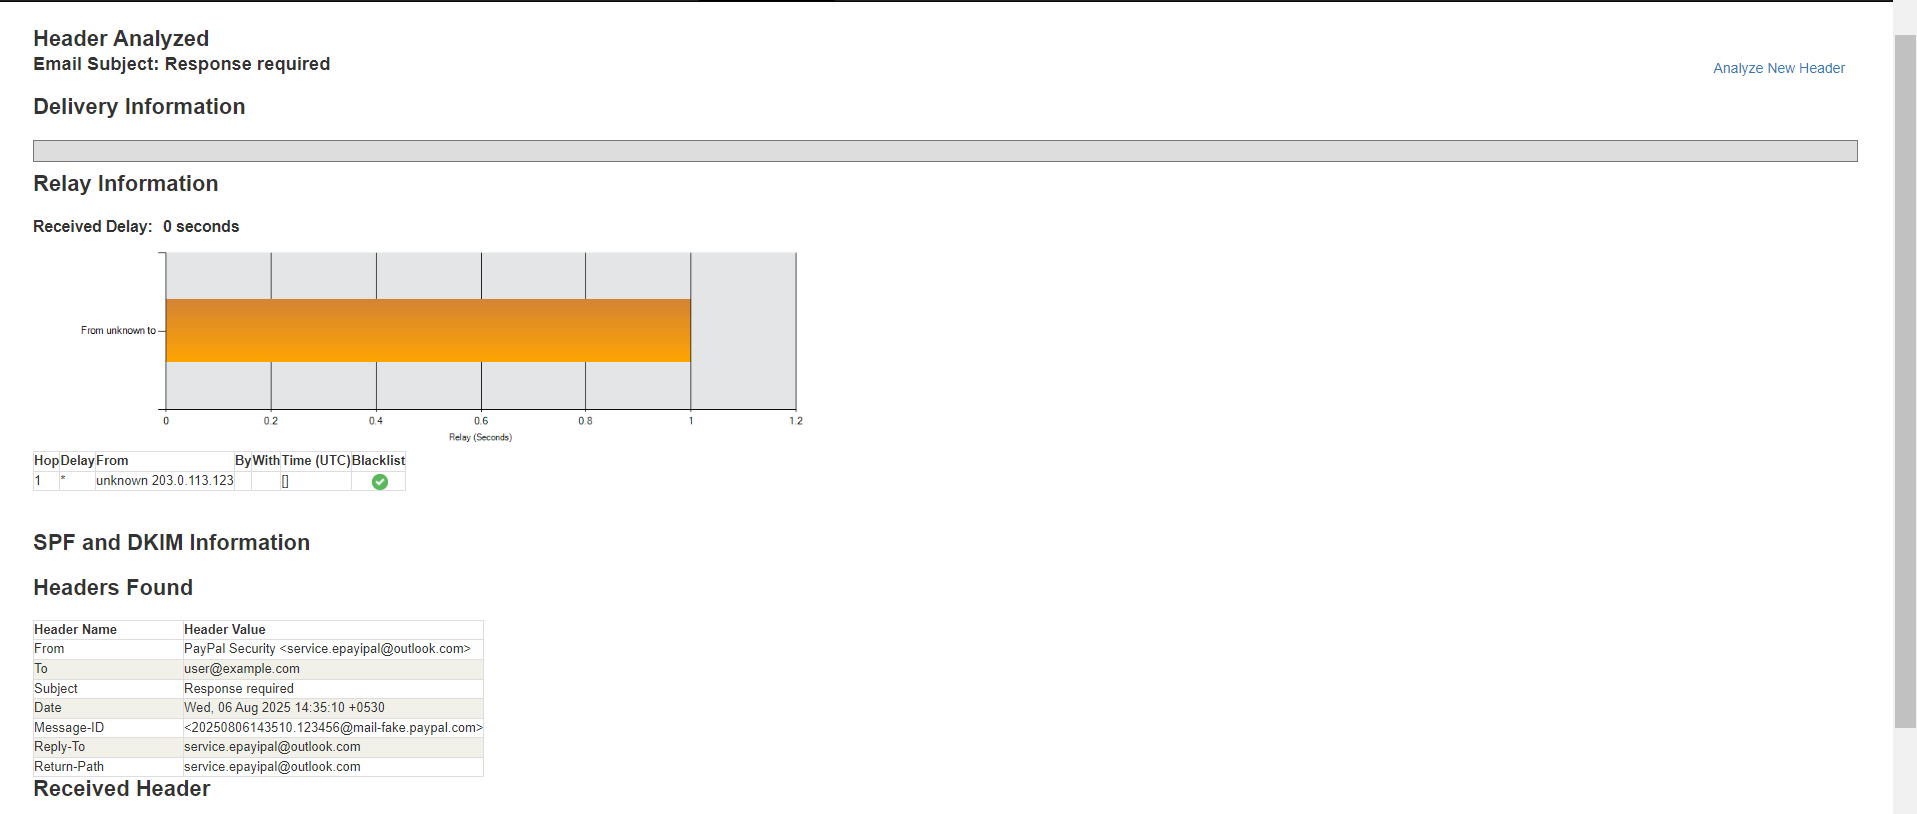 Header Analyzed
Email Subject: Response required
Analyze New Header
Delivery Information
Relay Information
Received Delay: 0 seconds
From unknown to
0 0.2 0.4 0.6 0.8 1 1.2
Relay (Seconds)
Hop Delay From By With Time (UTC) Blacklist
1 * unknown 203.0.113.123 []
SPF and DKIM Information
Headers Found
Header Name Header Value
From PayPal Security <service.epayipal@outlook.com>
To user@example.com
Subject Response required
Date Wed, 06 Aug 2025 14:35:10 +0530
Message-ID <20250806143510.123456@mail-fake.paypal.com>
Reply-To service.epayipal@outlook.com
Return-Path service.epayipal@outlook.com
Received Header